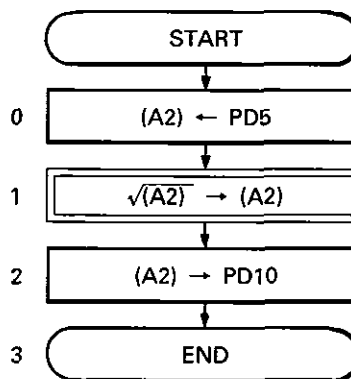 START
0 (A2) ← PD5
1 √(A2) → (A2)
2 (A2) → PD10
3 END